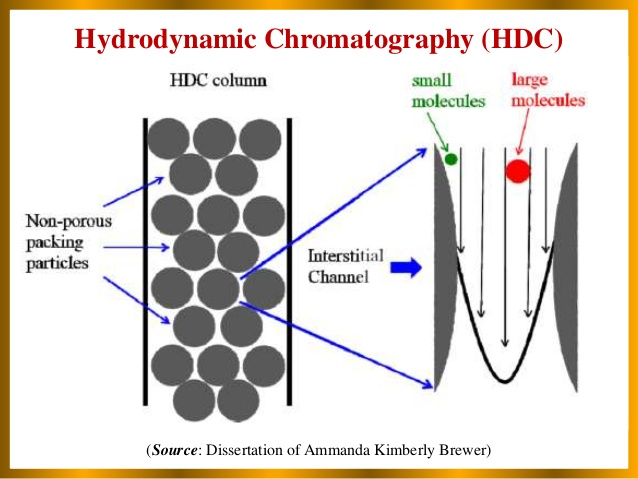 Hydrodynamic Chromatography (HDC)
HDC column
small
molecules
large
molecules
Non-porous
packing
particles
Interstitial
Channel
(Source: Dissertation of Ammanda Kimberly Brewer)